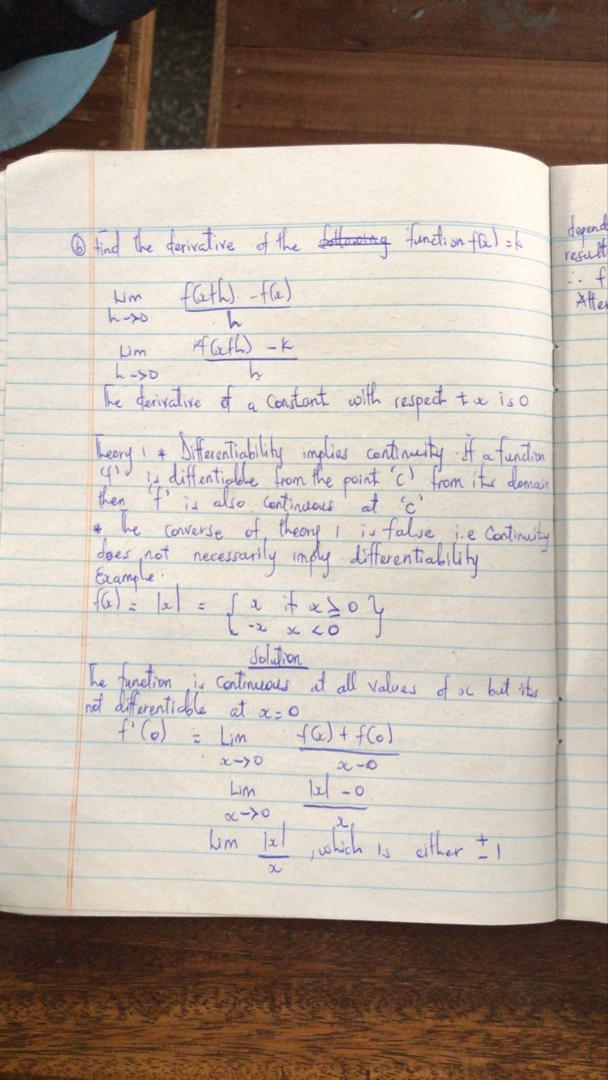 ⓑ Find the derivative of the following function f(x) = k
Lim f(x+h) - f(x)
h->0 h
Lim f(x+h) - k
h->0 h
The derivative of a constant with respect t x is 0
Theory 1 * Differentiability implies continuity. If a function
'f' is diffentiable from the point 'c' from its domain
then 'f' is also continuous at 'c'
* The converse of theory 1 is false i.e Continuity
does not necessarily imply differentiability
Example.
f(x) = |x| = { x if x ≥ 0 }
{ -x x < 0 }
Solution
The function is continuous at all values of x but its
not differentiable at x=0
f'(0) = Lim f(x) + f(0)
x->0 x-0
Lim |x| - 0
x->0 x
Lim |x| , which is either ± 1
x
depend
result
∴ f
After